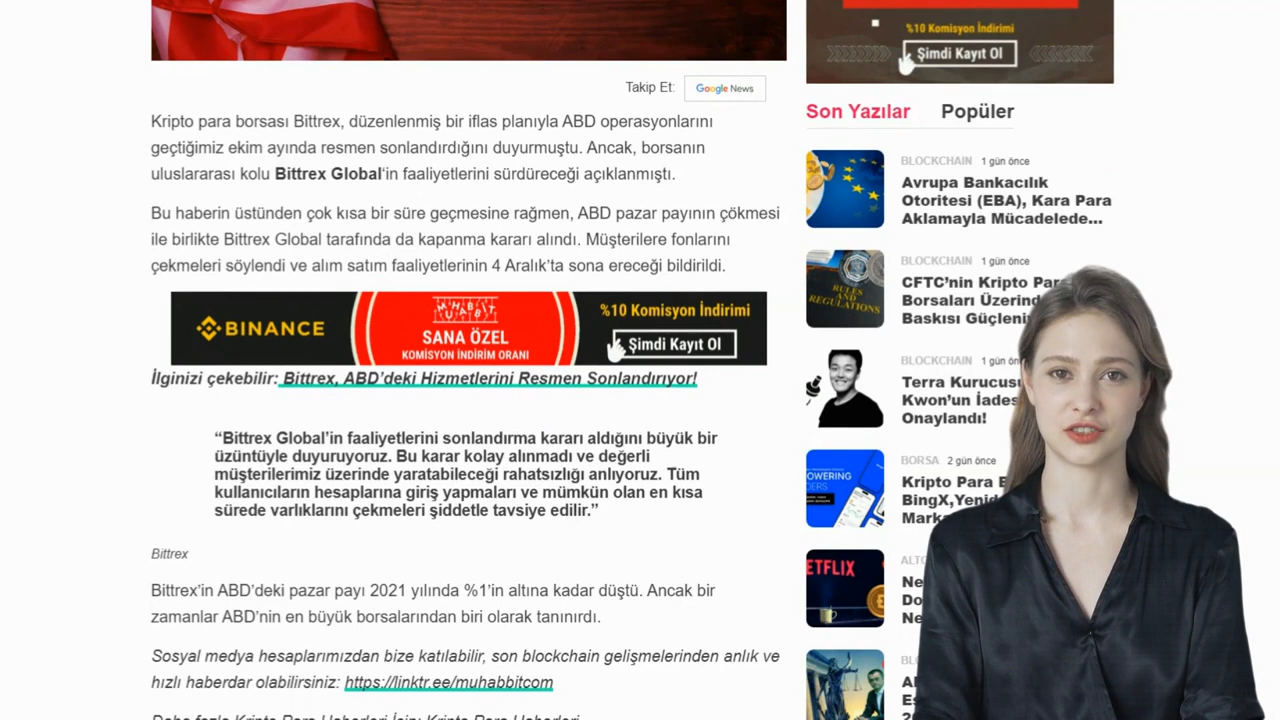 %10 Komisyon İndirimi
Şimdi Kayıt Ol
Takip Et:
Google News
Kripto para borsası Bittrex, düzenlenmiş bir iflas planıyla ABD operasyonlarını
geçtiğimiz ekim ayında resmen sonlandırdığını duyurmuştu. Ancak, borsanın
uluslararası kolu Bittrex Global‘in faaliyetlerini sürdüreceği açıklanmıştı.
Bu haberin üstünden çok kısa bir süre geçmesine rağmen, ABD pazar payının çökmesi
ile birlikte Bittrex Global tarafında da kapanma kararı alındı. Müşterilere fonlarını
çekmeleri söylendi ve alım satım faaliyetlerinin 4 Aralık’ta sona ereceği bildirildi.
BINANCE
MUHABBIT
SANA ÖZEL
KOMİSYON İNDİRİM ORANI
%10 Komisyon İndirimi
Şimdi Kayıt Ol
İlginizi çekebilir: Bittrex, ABD’deki Hizmetlerini Resmen Sonlandırıyor!
“Bittrex Global’in faaliyetlerini sonlandırma kararı aldığını büyük bir
üzüntüyle duyuruyoruz. Bu karar kolay alınmadı ve değerli
müşterilerimiz üzerinde yaratabileceği rahatsızlığı anlıyoruz. Tüm
kullanıcıların hesaplarına giriş yapmaları ve mümkün olan en kısa
sürede varlıklarını çekmeleri şiddetle tavsiye edilir.”
Bittrex
Bittrex’in ABD’deki pazar payı 2021 yılında %1’in altına kadar düştü. Ancak bir
zamanlar ABD’nin en büyük borsalarından biri olarak tanınırdı.
Sosyal medya hesaplarımızdan bize katılabilir, son blockchain gelişmelerinden anlık ve
hızlı haberdar olabilirsiniz: https://linktr.ee/muhabbitcom
Daha fazla Kripto Para Haberleri İçin: Kripto Para Haberleri
Son Yazılar Popüler
BLOCKCHAIN 1 gün önce
Avrupa Bankacılık
Otoritesi (EBA), Kara Para
Aklamayla Mücadelede...
RULES AND REGULATIONS
BLOCKCHAIN 1 gün önce
CFTC’nin Kripto Par
Borsaları Üzerind
Baskısı Güçleni
BLOCKCHAIN 1 gün ön
Terra Kurucusu
Kwon’un İades
Onaylandı!
BORSA 2 gün önce
Kripto Para B
BingX,Yenid
Marka
ETFLIX
ALTC
Ne
Do
Ne
BL
Al
Es
2